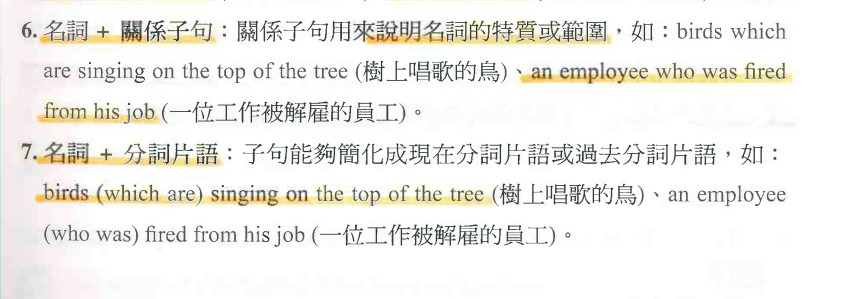 6. 名詞 + 關係子句：關係子句用來說明名詞的特質或範圍，如：birds which
are singing on the top of the tree (樹上唱歌的鳥)、an employee who was fired
from his job (一位工作被解雇的員工)。
7. 名詞 + 分詞片語：子句能夠簡化成現在分詞片語或過去分詞片語，如：
birds (which are) singing on the top of the tree (樹上唱歌的鳥)、an employee
(who was) fired from his job (一位工作被解雇的員工)。